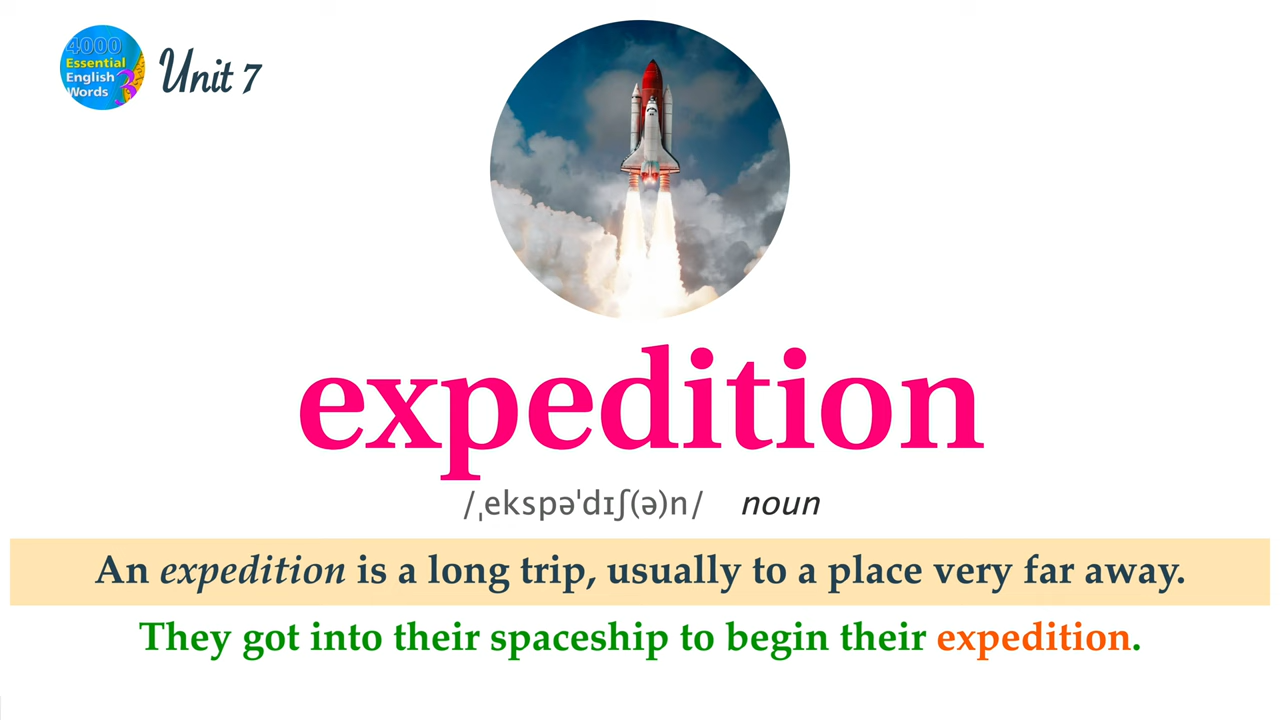 4000
Essential
English
Words 3
Unit 7
expedition
/ˌekspəˈdɪʃ(ə)n/ noun
An expedition is a long trip, usually to a place very far away.
They got into their spaceship to begin their expedition.